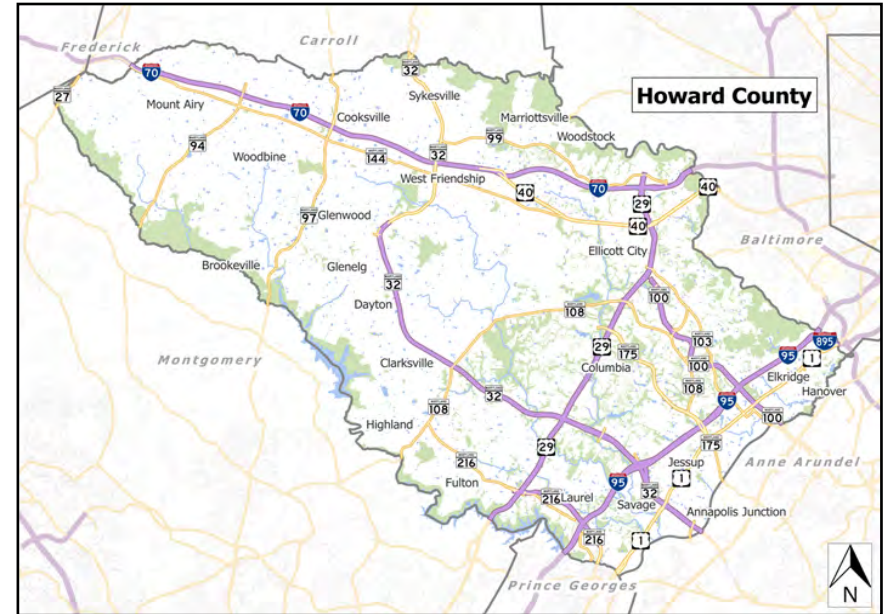 Frederick
Carroll
70
32
27
Mount Airy
70
Sykesville
Howard County
Cooksville
Marriottsville
94
99
Woodstock
Woodbine
144
32
West Friendship
40
70
40
29
97
Glenwood
40
Baltimore
Ellicott City
Brookeville
Glenelg
32
100
Dayton
108
103
895
29
175
95
1
Montgomery
Clarksville
Columbia
100
Elkridge
32
108
Hanover
108
95
100
Highland
29
175
216
Jessup
Anne Arundel
Fulton
95
1
216
Laurel
32
Savage
Annapolis Junction
216
1
Prince Georges
N